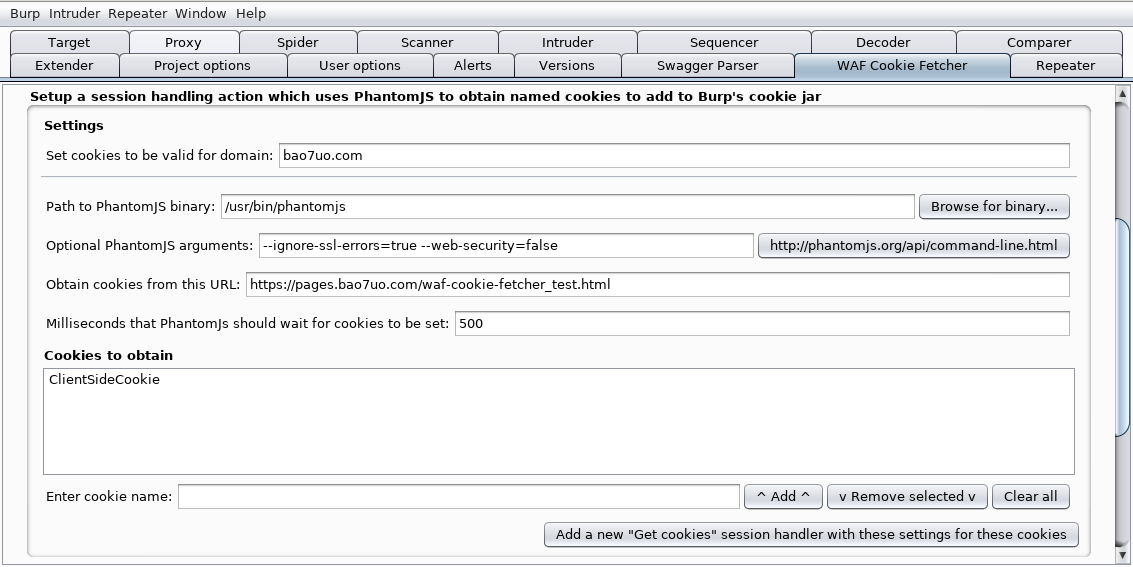 Burp Intruder Repeater Window Help
Target Proxy Spider Scanner Intruder Sequencer Decoder Comparer
Extender Project options User options Alerts Versions Swagger Parser WAF Cookie Fetcher Repeater
Setup a session handling action which uses PhantomJS to obtain named cookies to add to Burp's cookie jar
Settings
Set cookies to be valid for domain: bao7uo.com
Path to PhantomJS binary: /usr/bin/phantomjs Browse for binary...
Optional PhantomJS arguments: --ignore-ssl-errors=true --web-security=false http://phantomjs.org/api/command-line.html
Obtain cookies from this URL: https://pages.bao7uo.com/waf-cookie-fetcher_test.html
Milliseconds that PhantomJs should wait for cookies to be set: 500
Cookies to obtain
ClientSideCookie
Enter cookie name: ^ Add ^ v Remove selected v Clear all
Add a new "Get cookies" session handler with these settings for these cookies